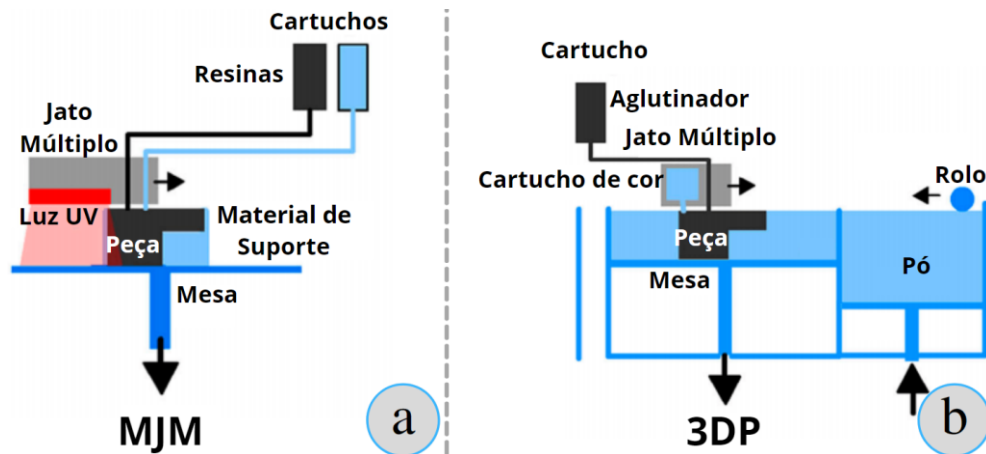 Cartuchos
Resinas
Jato
Múltiplo
Luz UV
Peça
Material de
Suporte
Mesa
MJM
a
Cartucho
Aglutinador
Jato Múltiplo
Cartucho de cor
Rolo
Peça
Pó
Mesa
3DP
b